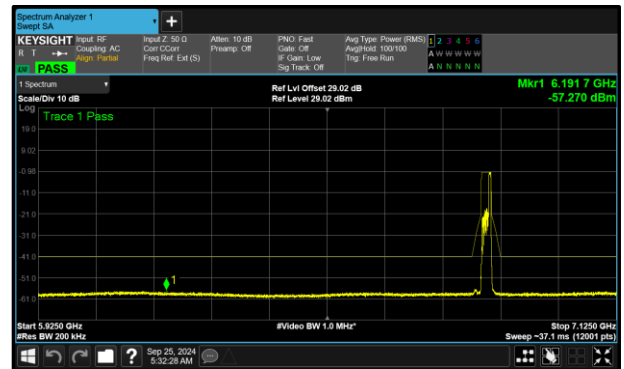 Spectrum Analyzer 1
Swept SA
+
KEYSIGHT Input: RF Input Z: 50 Ω Atten: 10 dB PNO: Fast Avg Type: Power (RMS) 1 2 3 4 5 6
R T Coupling: AC Corr CCorr Preamp: Off Gate: Off Avg|Hold: 100/100 A W W W W W
Align: Partial Freq Ref: Ext (S) IF Gain: Low Trig: Free Run
PASS Sig Track: Off A N N N N N
1 Spectrum Ref Lvl Offset 29.02 dB Mkr1 6.191 7 GHz
Scale/Div 10 dB Ref Level 29.02 dBm -57.270 dBm
Log
Trace 1 Pass
19.0
9.02
-0.98
-11.0
-21.0
-31.0
-41.0
-51.0
1
-61.0
Start 5.9250 GHz #Video BW 1.0 MHz* Stop 7.1250 GHz
#Res BW 200 kHz Sweep ~37.1 ms (12001 pts)
? Sep 25, 2024
5:32:28 AM